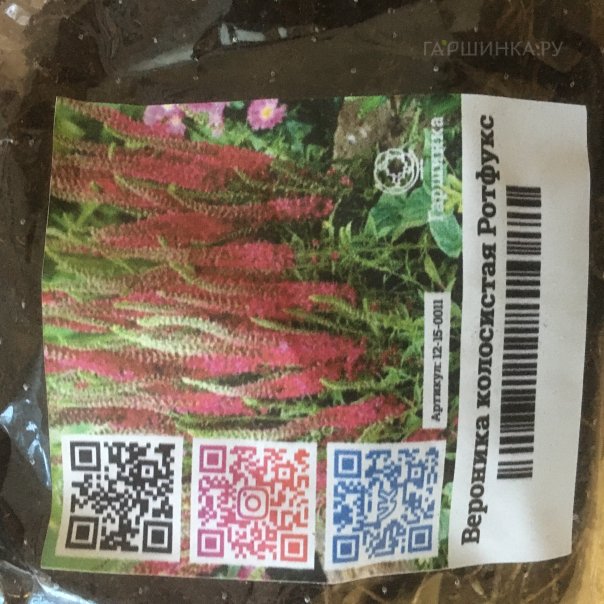 ГАРШИНКА.РУ
Гаршинка
Артикул: 12-15-0011
Вероника колосистая Ротфукс